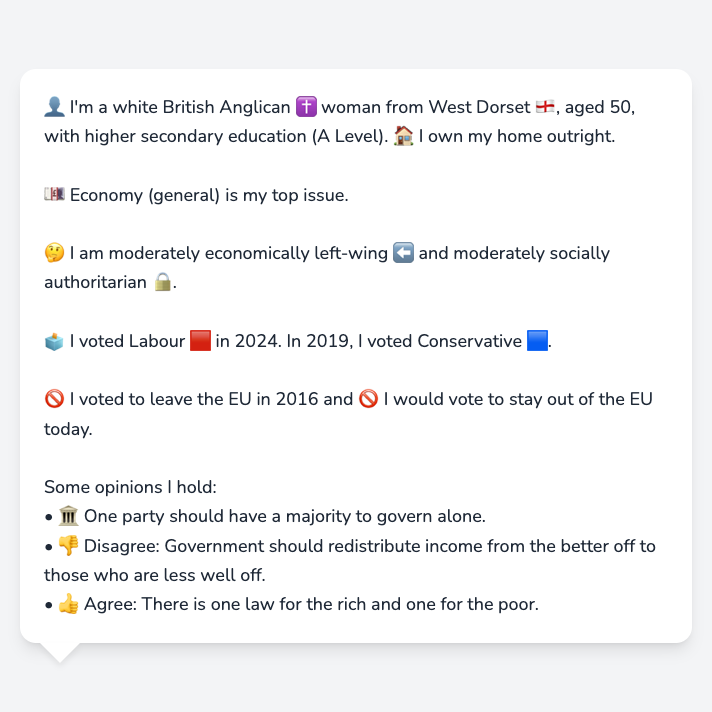 👤 I'm a white British Anglican ✝️ woman from West Dorset 🏴󠁧󠁢󠁥󠁮󠁧󠁿, aged 50,
with higher secondary education (A Level). 🏠 I own my home outright.
💷 Economy (general) is my top issue.
🤔 I am moderately economically left-wing ⬅️ and moderately socially
authoritarian 🔒.
🗳️ I voted Labour 🟥 in 2024. In 2019, I voted Conservative 🟦.
🚫 I voted to leave the EU in 2016 and 🚫 I would vote to stay out of the EU
today.
Some opinions I hold:
• 🏛️ One party should have a majority to govern alone.
• 👎 Disagree: Government should redistribute income from the better off to
those who are less well off.
• 👍 Agree: There is one law for the rich and one for the poor.